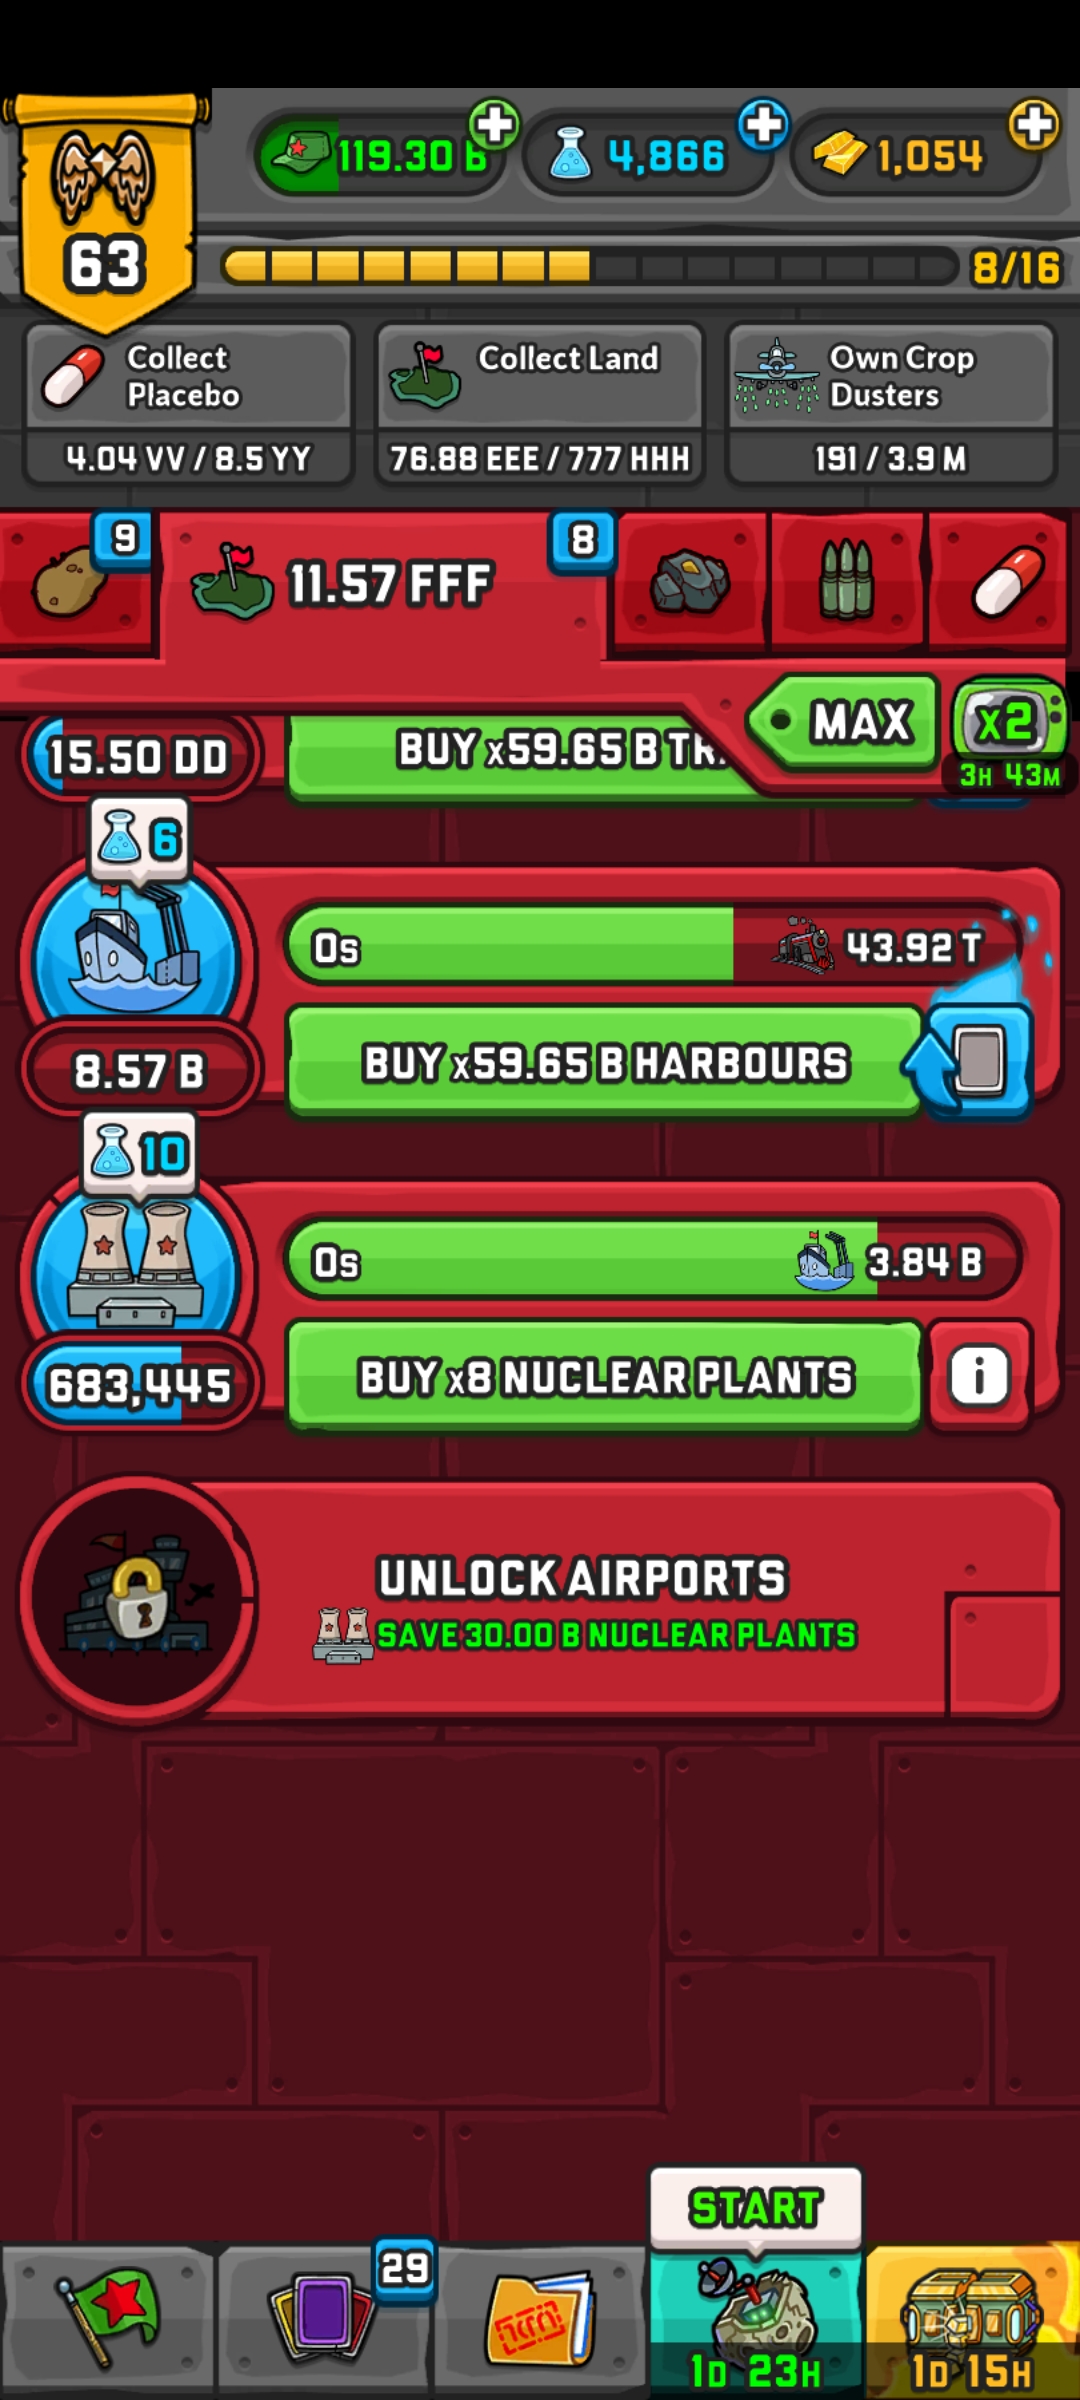 119.30 B
4,866
1,054
63
8/16
Collect
Placebo
4.04 VV / 8.5 YY
Collect Land
76.88 EEE / 777 HHH
Own Crop
Dusters
191 / 3.9 M
9
11.57 FFF
8
MAX
x2
3H 43M
15.50 DD
BUY x59.65 B
6
0s
43.92 T
8.57 B
BUY x59.65 B HARBOURS
10
0s
3.84 B
683,445
BUY x8 NUCLEAR PLANTS
i
UNLOCK AIRPORTS
SAVE 30.00 B NUCLEAR PLANTS
START
29
1D 23H
1D 15H